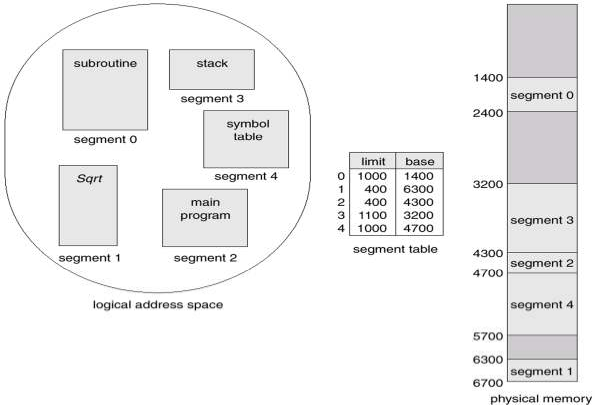 subroutine
segment 0
stack
segment 3
symbol
table
segment 4
Sqrt
segment 1
main
program
segment 2
logical address space
limit base
0 1000 1400
1 400 6300
2 400 4300
3 1100 3200
4 1000 4700
segment table
1400
segment 0
2400
3200
segment 3
4300
segment 2
4700
segment 4
5700
6300
segment 1
6700
physical memory